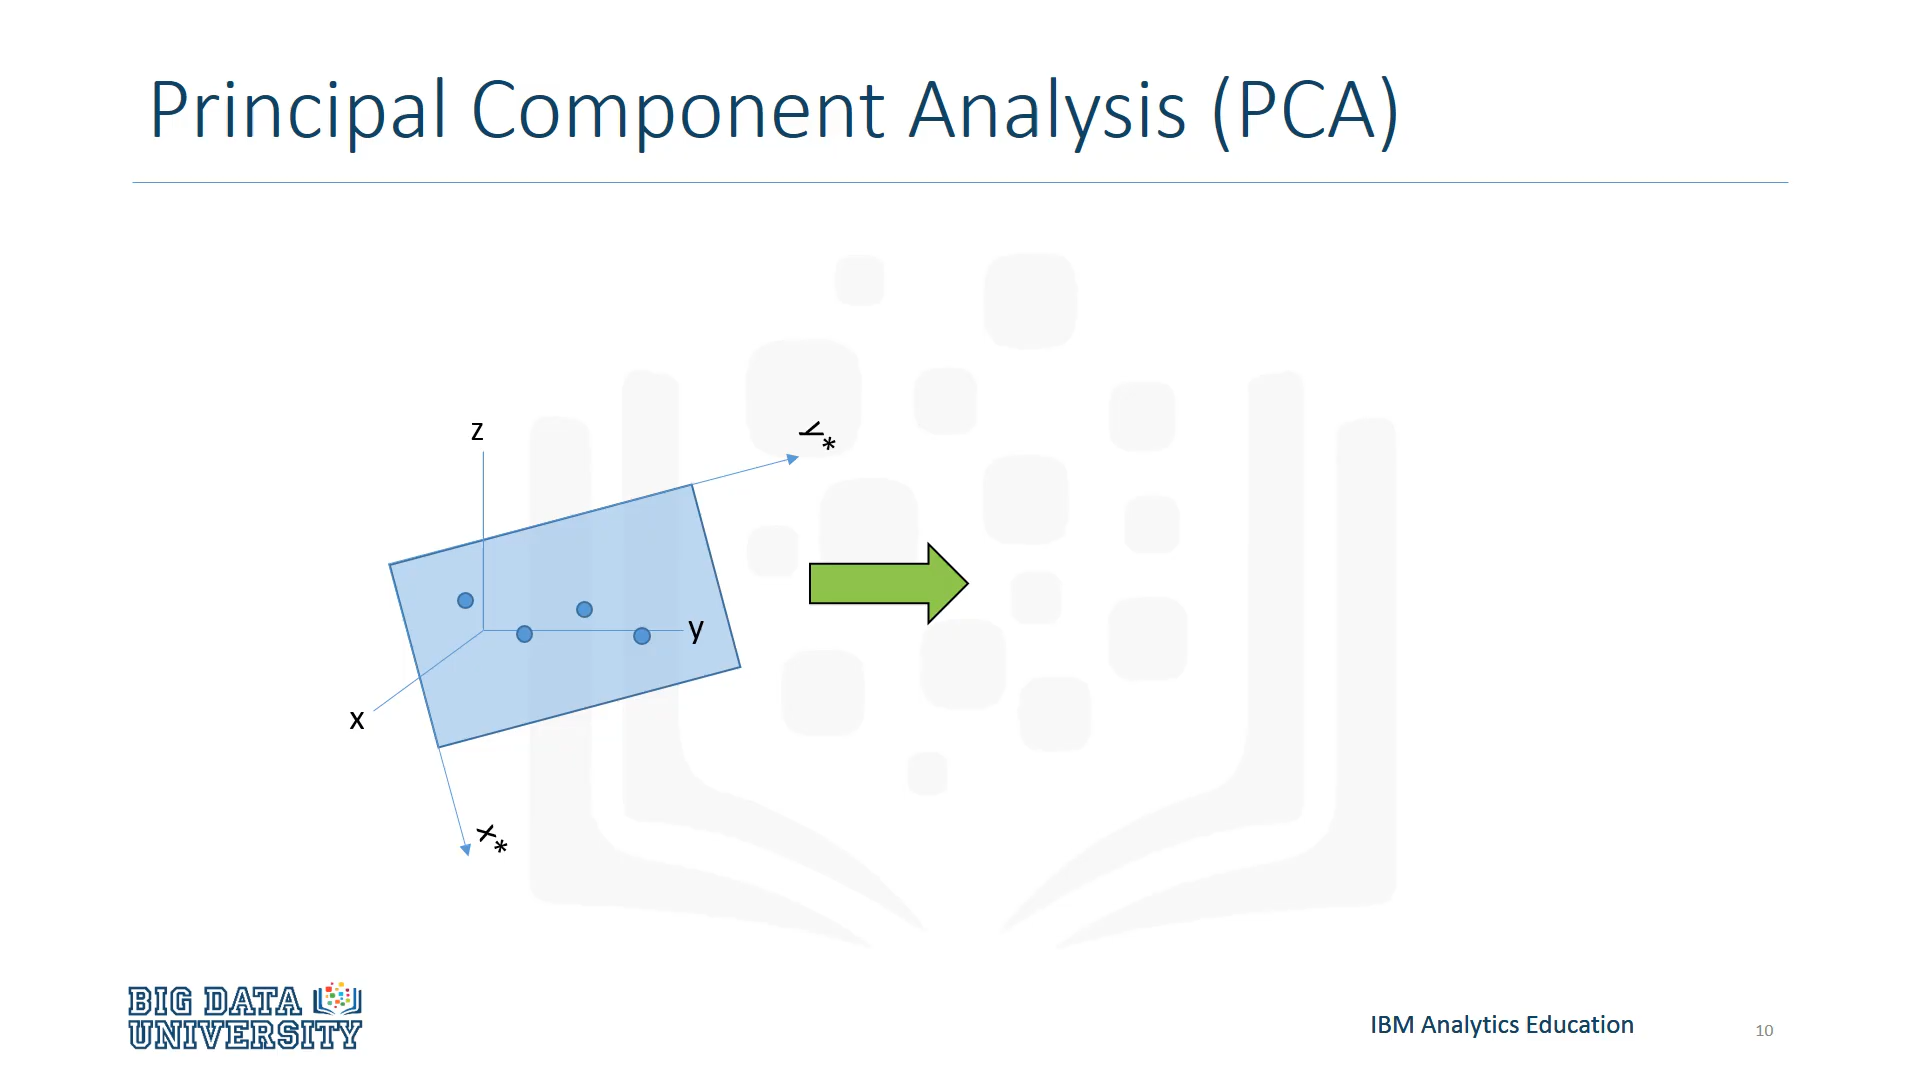 Principal Component Analysis (PCA)
z
y*
y
x
x*
BIG DATA
UNIVERSITY
IBM Analytics Education
10